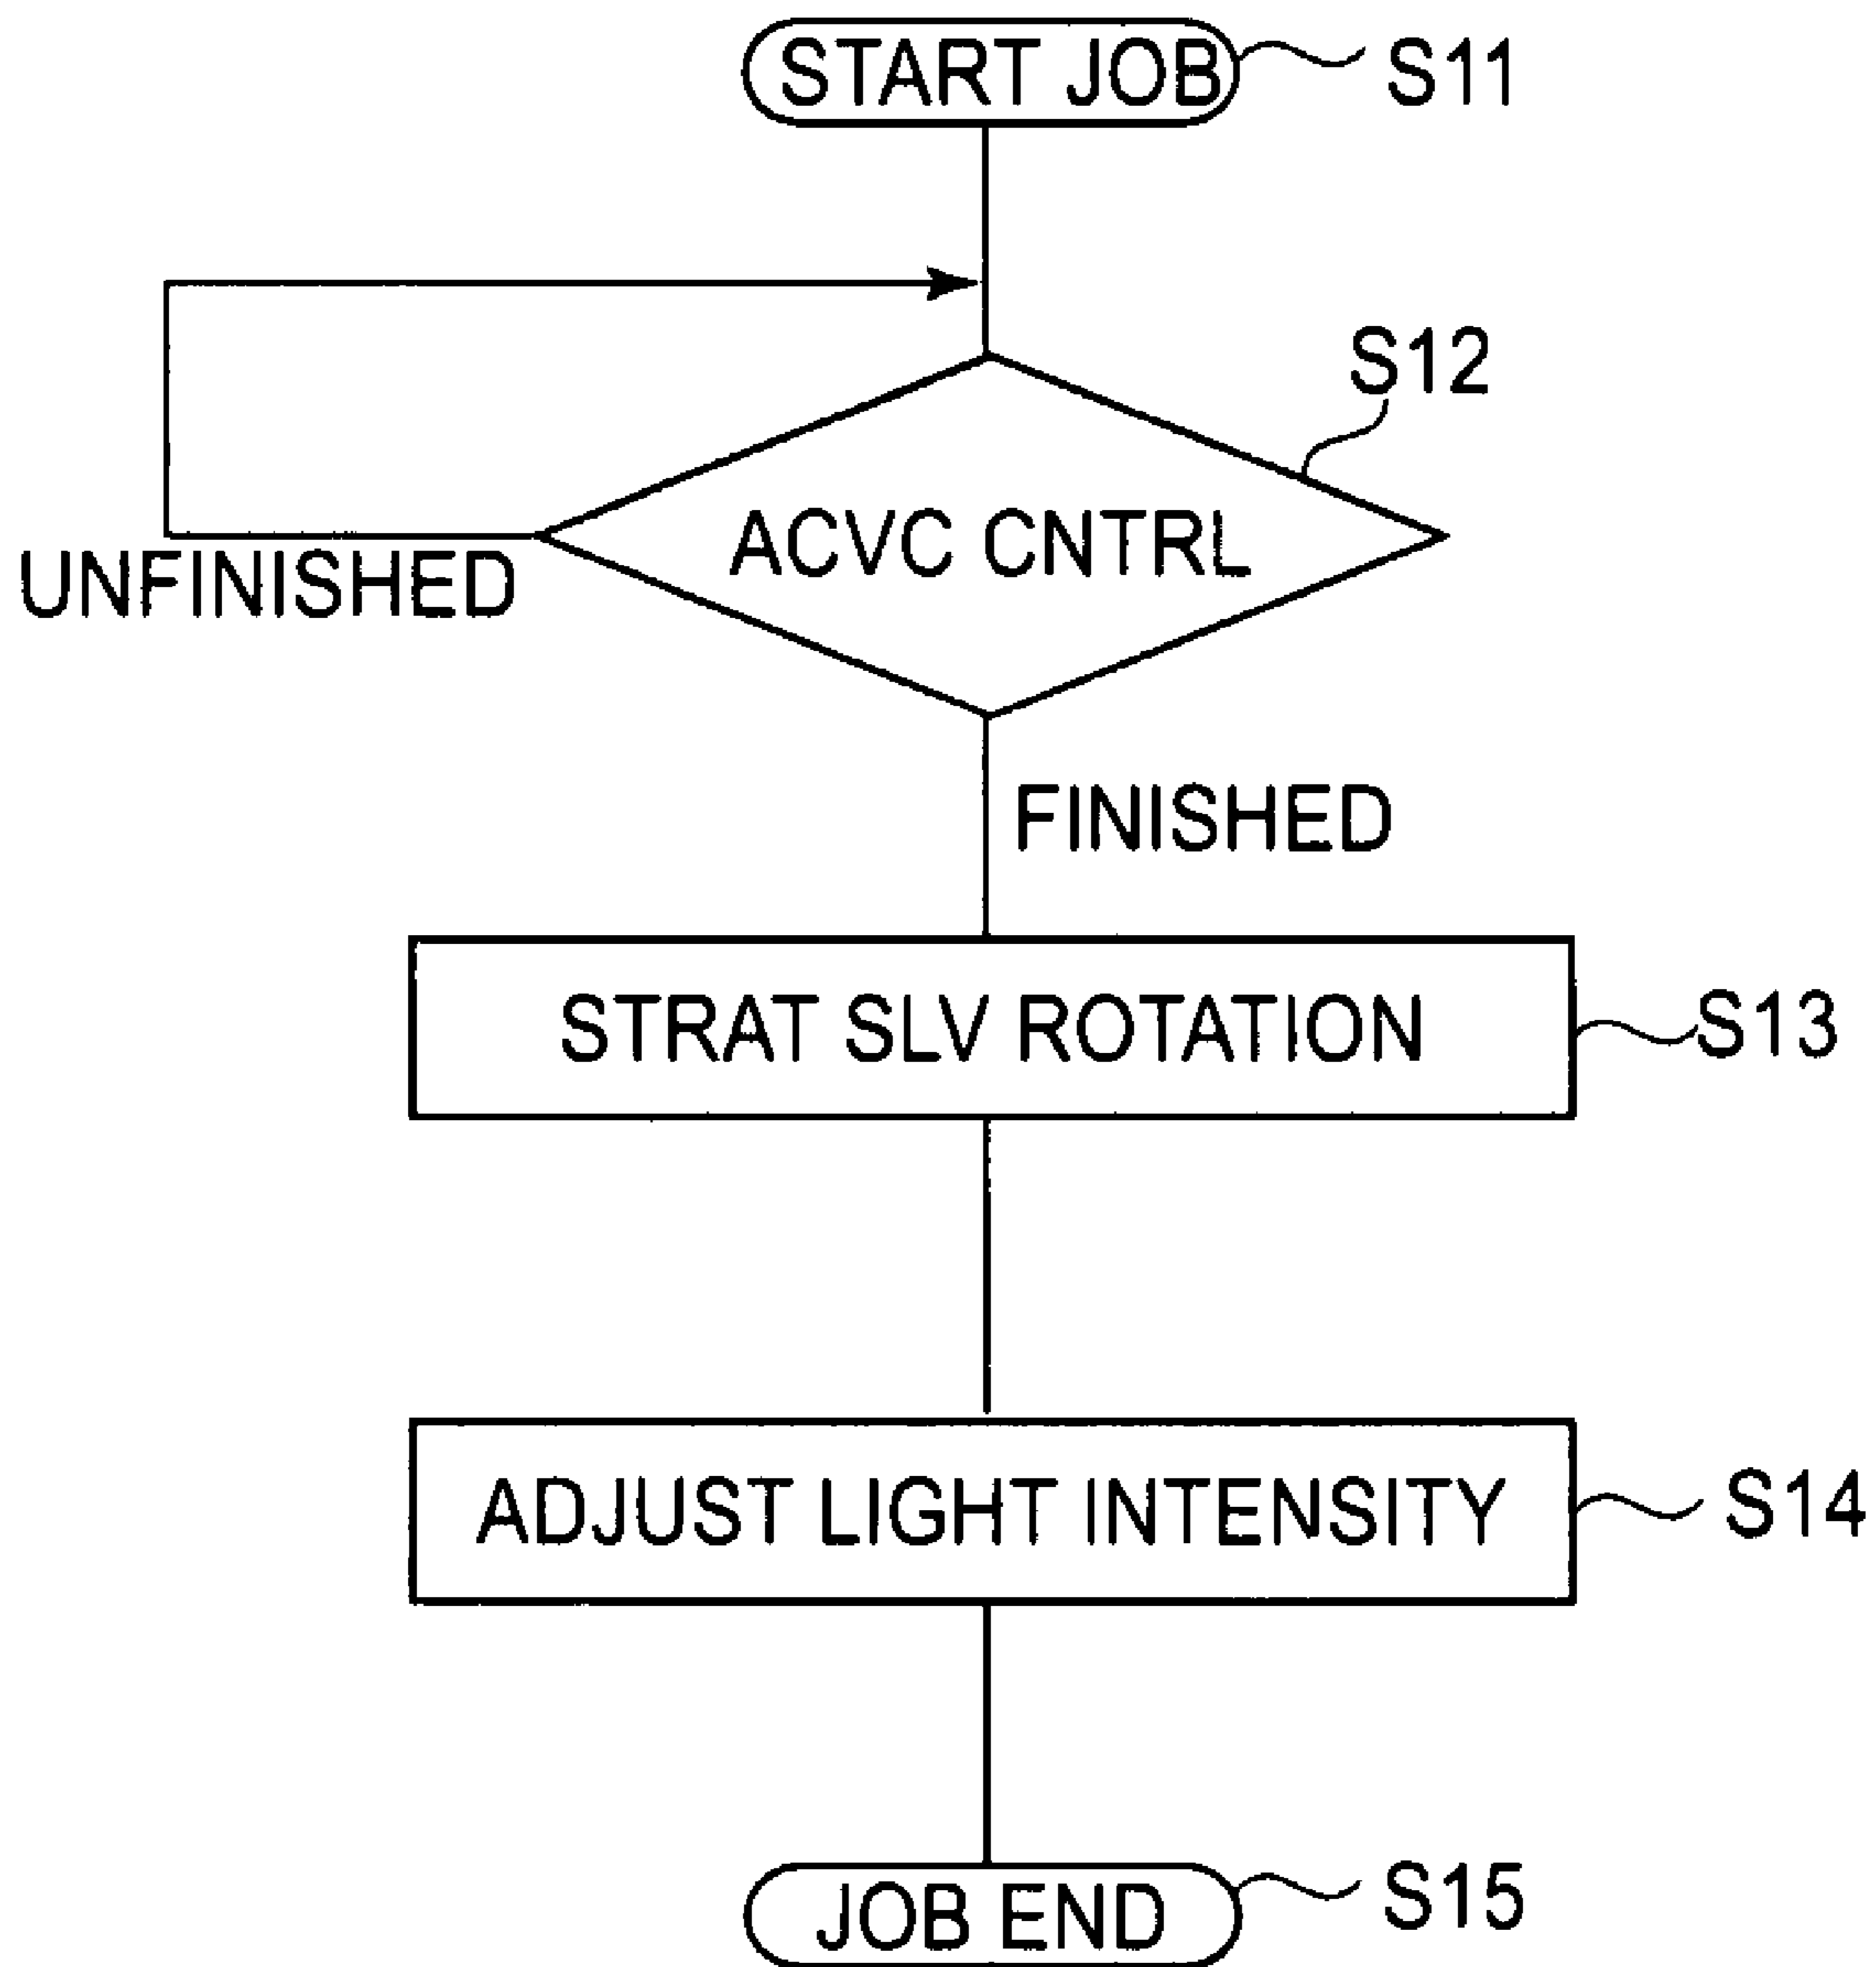 START JOB S11
S12
ACVC CNTRL
UNFINISHED
FINISHED
STRAT SLV ROTATION S13
ADJUST LIGHT INTENSITY S14
JOB END S15